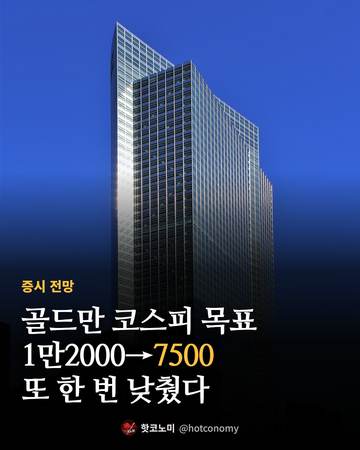 증시 전망
골드만 코스피 목표
1만2000→7500
또 한 번 낮췄다
핫코노미 @hotconomy